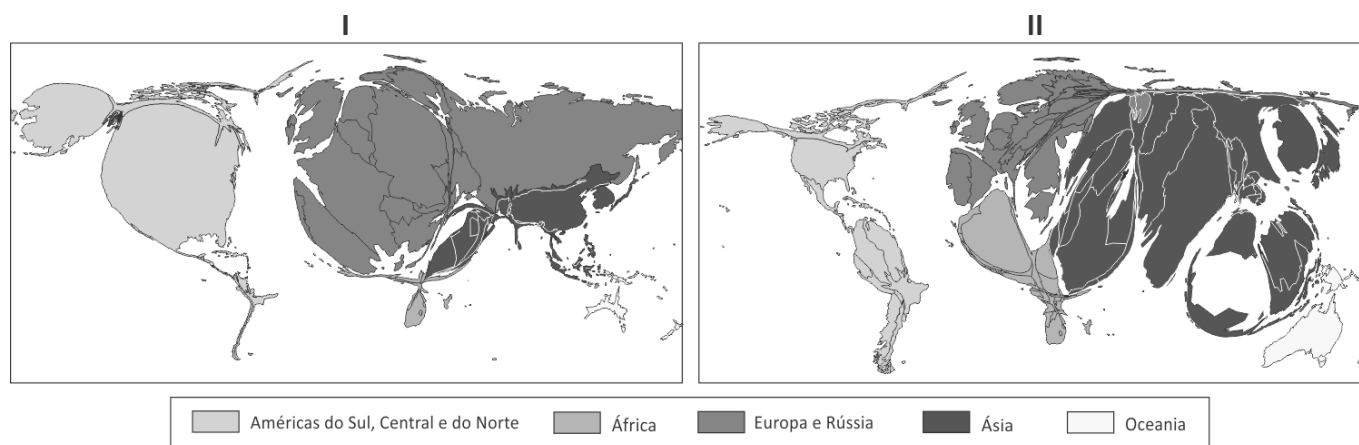 I
II
Américas do Sul, Central e do Norte
África
Europa e Rússia
Ásia
Oceania